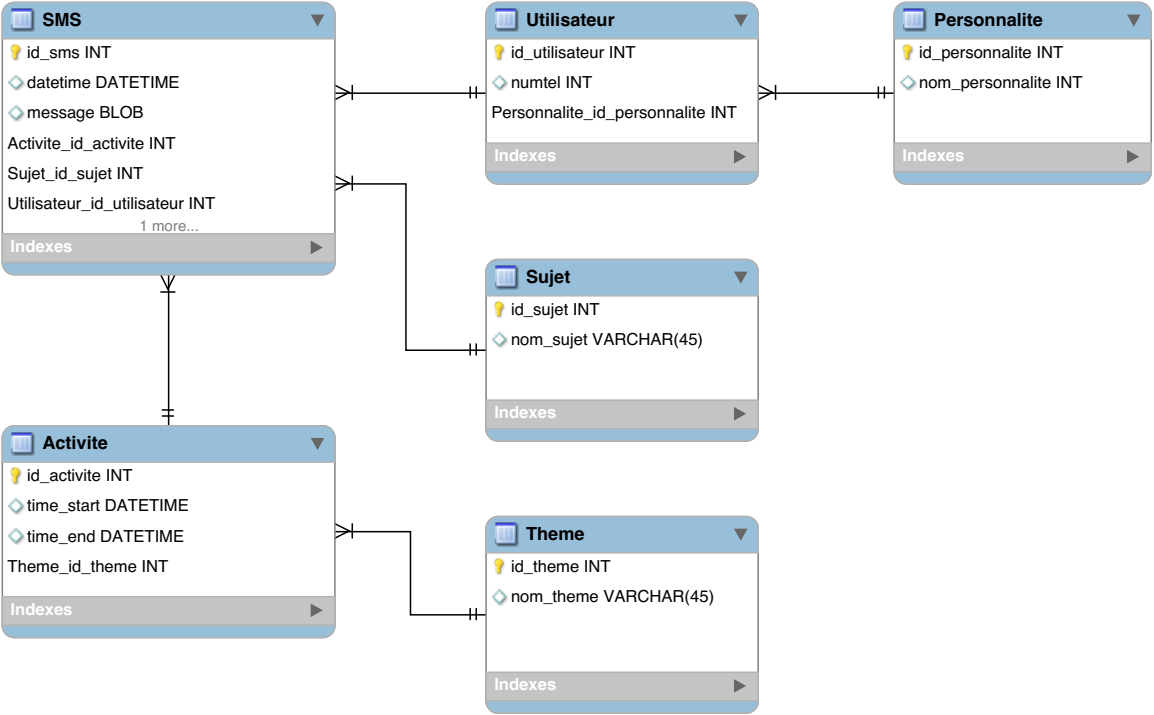 SMS
id_sms INT
datetime DATETIME
message BLOB
Activite_id_activite INT
Sujet_id_sujet INT
Utilisateur_id_utilisateur INT
1 more...
Indexes
Utilisateur
id_utilisateur INT
numtel INT
Personnalite_id_personnalite INT
Indexes
Personnalite
id_personnalite INT
nom_personnalite INT
Indexes
Sujet
id_sujet INT
nom_sujet VARCHAR(45)
Indexes
Activite
id_activite INT
time_start DATETIME
time_end DATETIME
Theme_id_theme INT
Indexes
Theme
id_theme INT
nom_theme VARCHAR(45)
Indexes